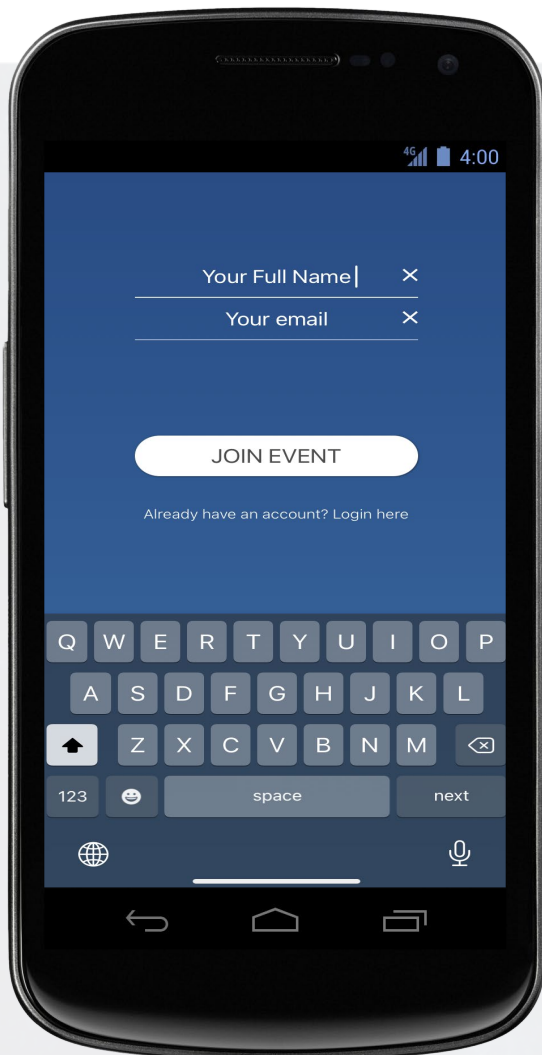 4G 4:00
Your Full Name
Your email
JOIN EVENT
Already have an account? Login here
Q W E R T Y U I O P
A S D F G H J K L
Z X C V B N M
123 space next